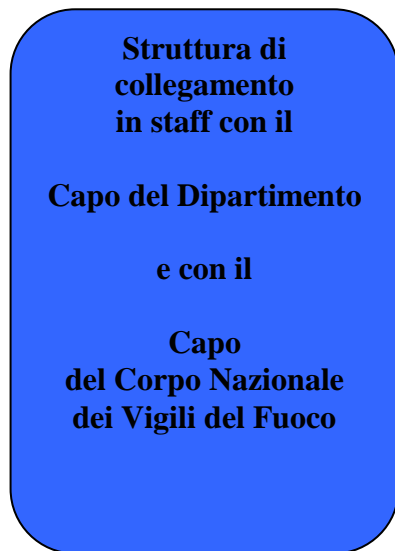 Struttura di
collegamento
in staff con il
Capo del Dipartimento
e con il
Capo
del Corpo Nazionale
dei Vigili del Fuoco